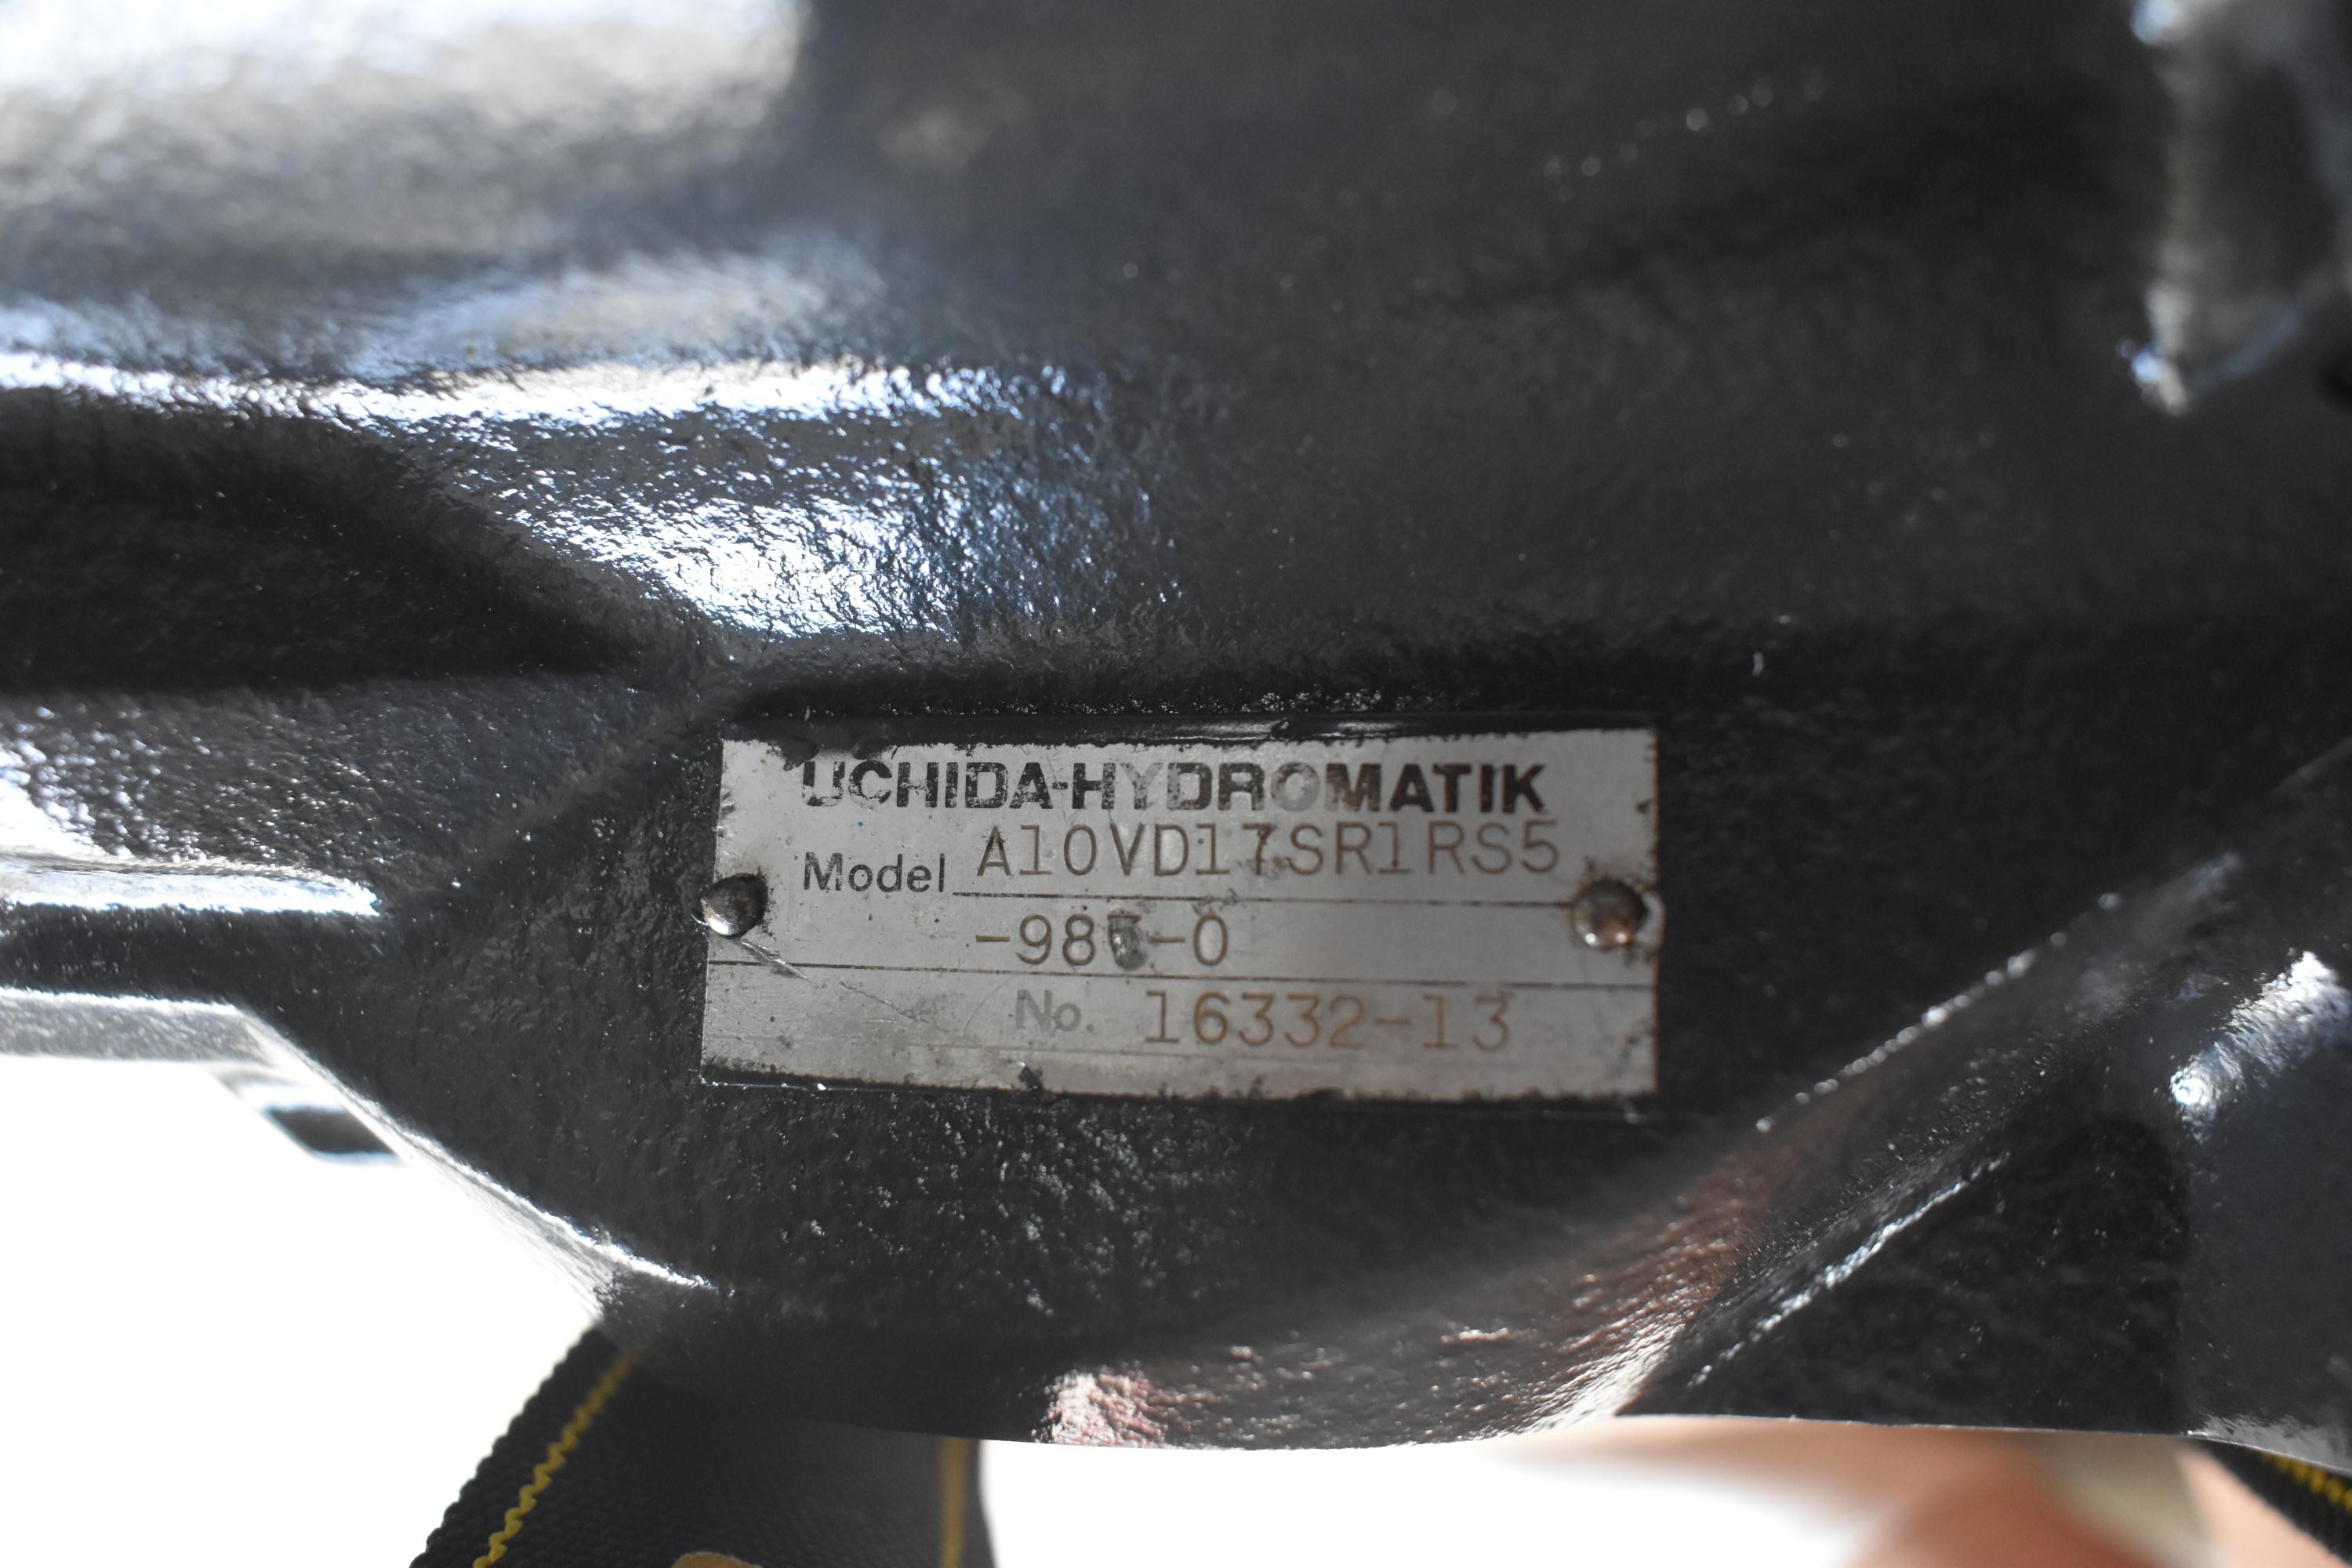 UCHIDA-HYDROMATIK
Model A10VD17SR1RS5
No. 16332-13